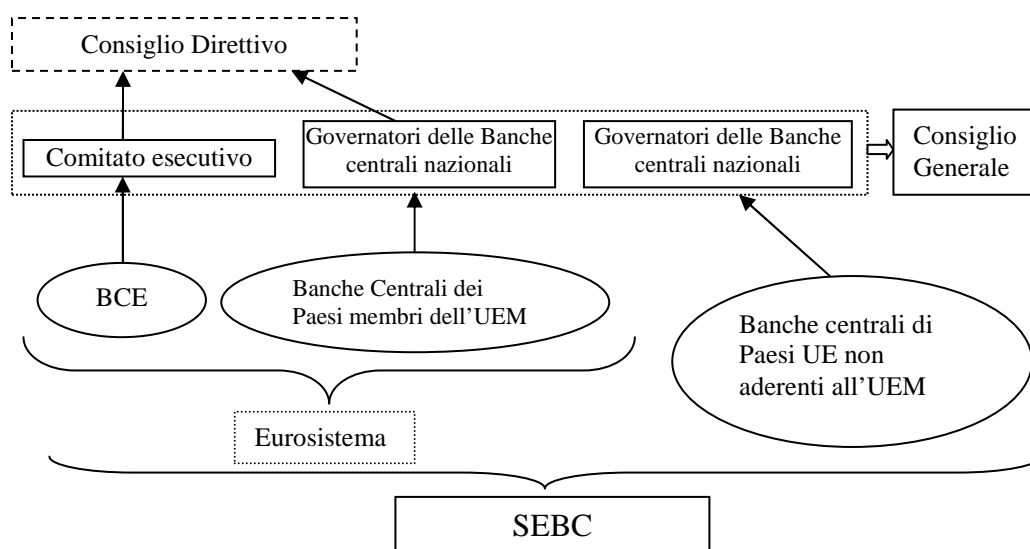 Consiglio Direttivo
Comitato esecutivo
Governatori delle Banche
centrali nazionali
Governatori delle Banche
centrali nazionali
Consiglio
Generale
BCE
Banche Centrali dei
Paesi membri dell’UEM
Banche centrali di
Paesi UE non
aderenti all’UEM
Eurosistema
SEBC